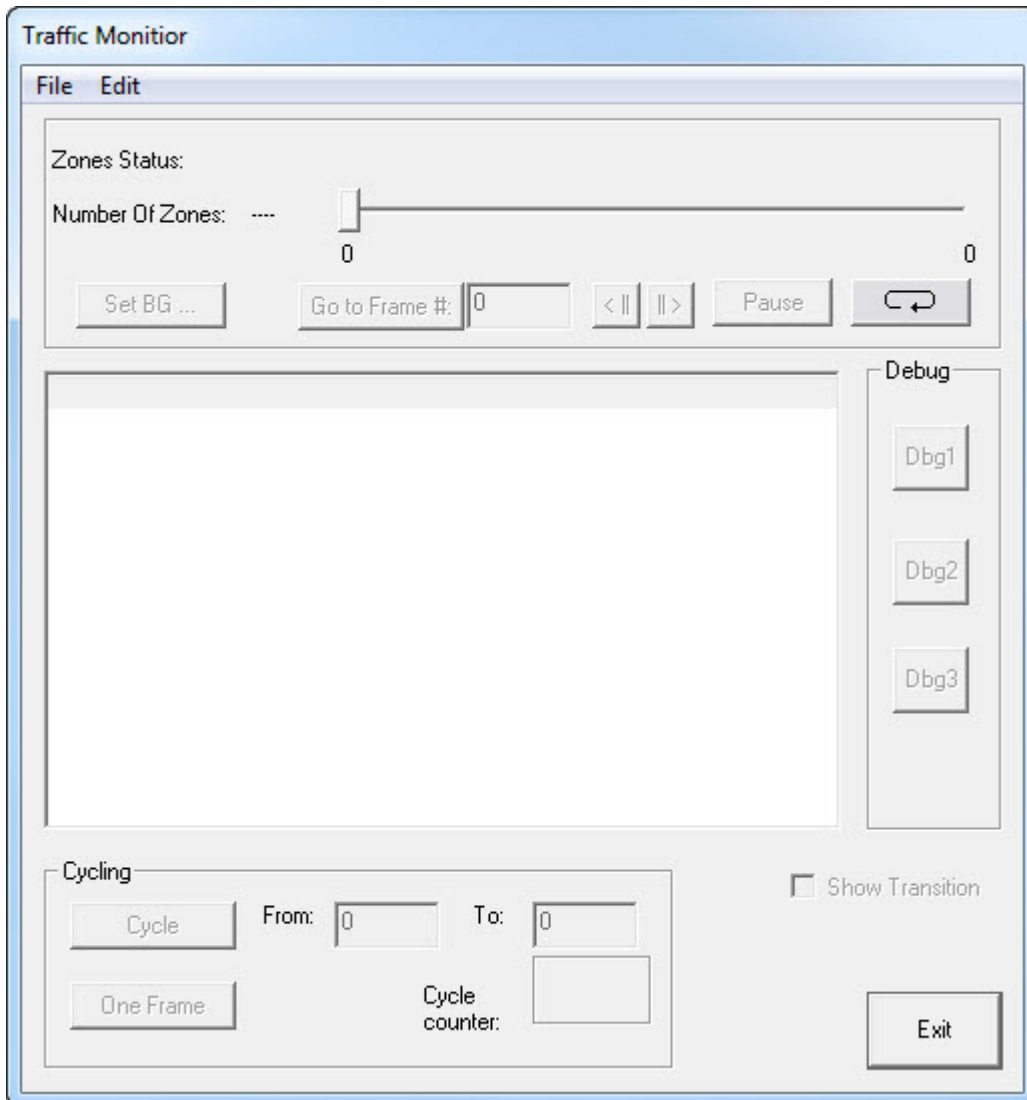 Traffic Monitior
File Edit
Zones Status:
Number Of Zones: ----
0 0
Set BG ... Go to Frame #: 0 < || || > Pause
Debug
Dbg1
Dbg2
Dbg3
Cycling
Show Transition
Cycle From: 0 To: 0
One Frame Cycle
counter:
Exit